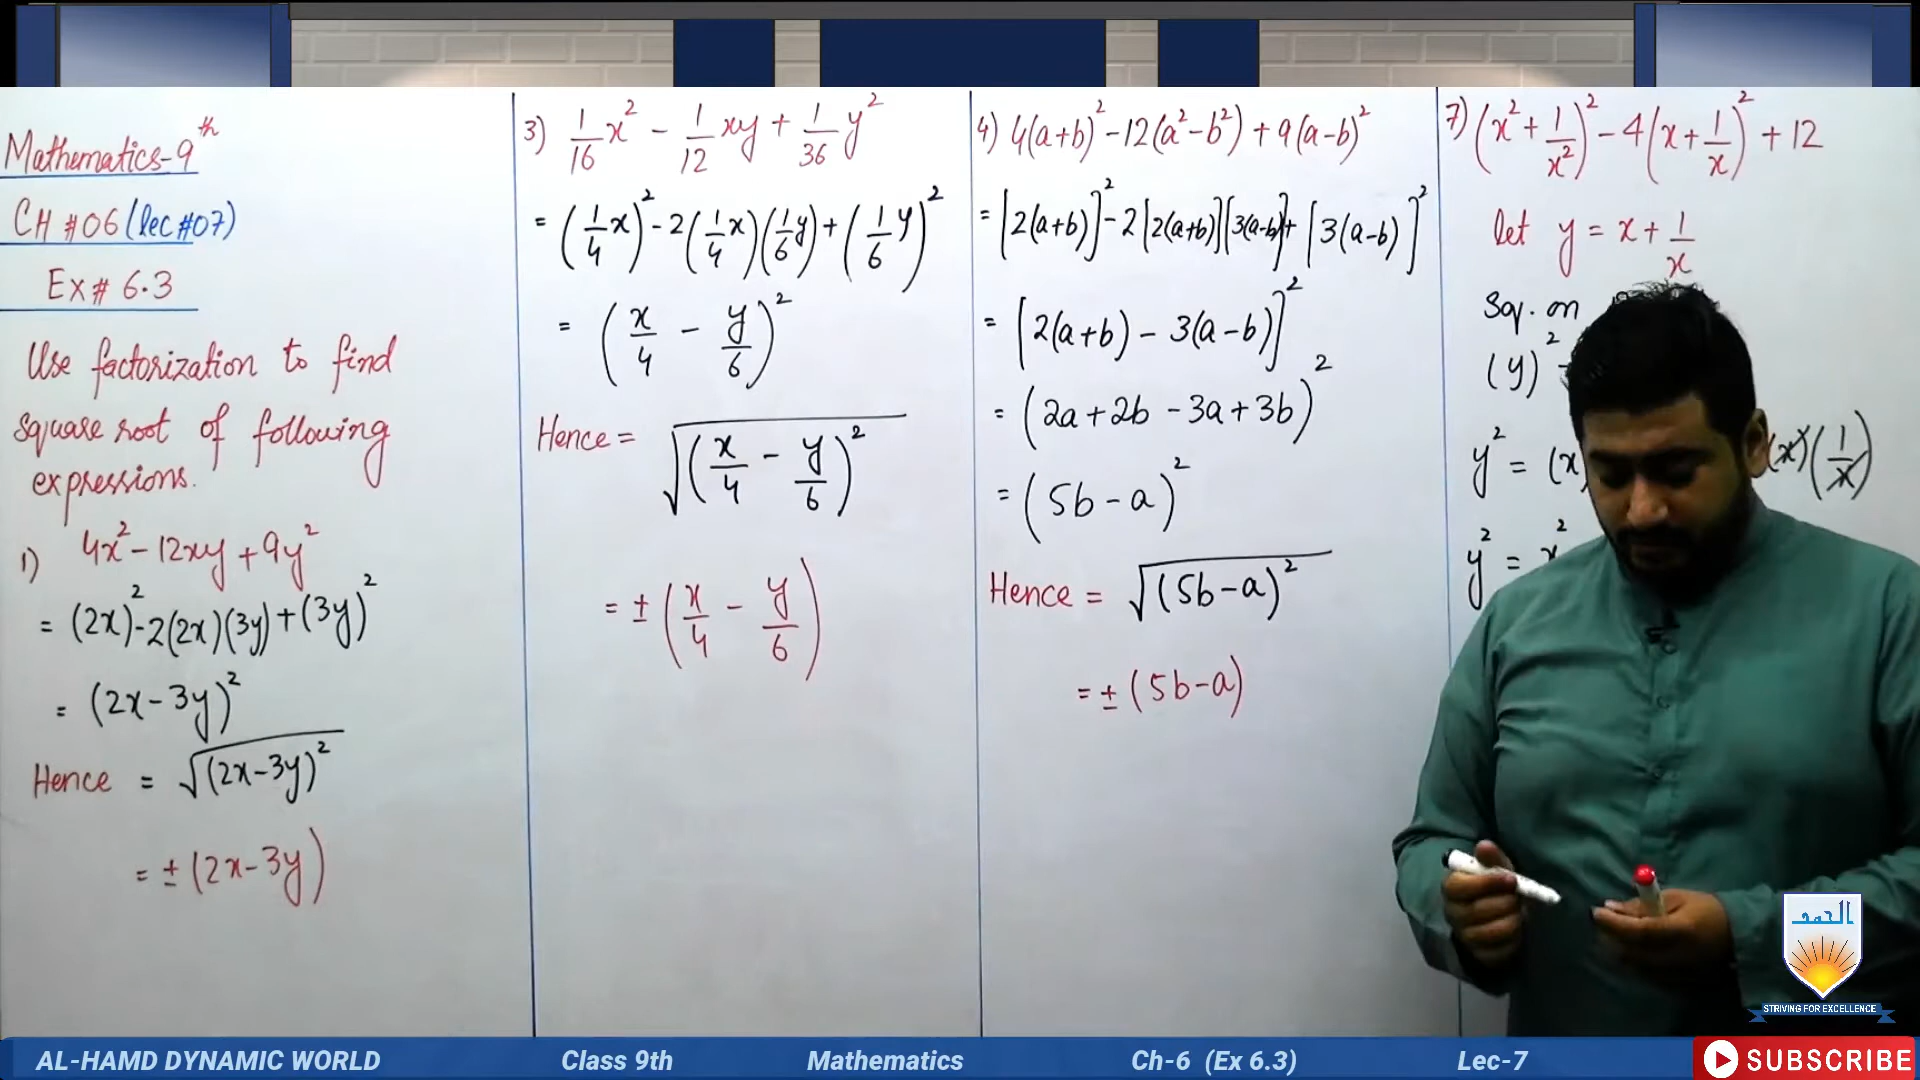 Mathematics-9th
CH #06 (lec#07)
Ex# 6.3
Use factorization to find
square root of following
expressions.
1) 4x² - 12xy + 9y²
= (2x)² - 2(2x)(3y) + (3y)²
= (2x - 3y)²
Hence = √(2x - 3y)²
= ± (2x - 3y)
3) 1/16 x² - 1/12 xy + 1/36 y²
= (1/4 x)² - 2(1/4 x)(1/6 y) + (1/6 y)²
= (x/4 - y/6)²
Hence = √(x/4 - y/6)²
= ± (x/4 - y/6)
4) 4(a+b)² - 12(a² - b²) + 9(a-b)²
= [2(a+b)]² - 2[2(a+b)][3(a-b)] + [3(a-b)]²
= [2(a+b) - 3(a-b)]²
= (2a + 2b - 3a + 3b)²
= (5b - a)²
Hence = √(5b - a)²
= ± (5b - a)
7) (x² + 1/x²)² - 4(x + 1/x)² + 12
let y = x + 1/x
Sq. on
(y)² -
y² = (x (x)(1/x)
y² = x²
الحمد
STRIVING FOR EXCELLENCE
AL-HAMD DYNAMIC WORLD Class 9th Mathematics Ch-6 (Ex 6.3) Lec-7 SUBSCRIBE